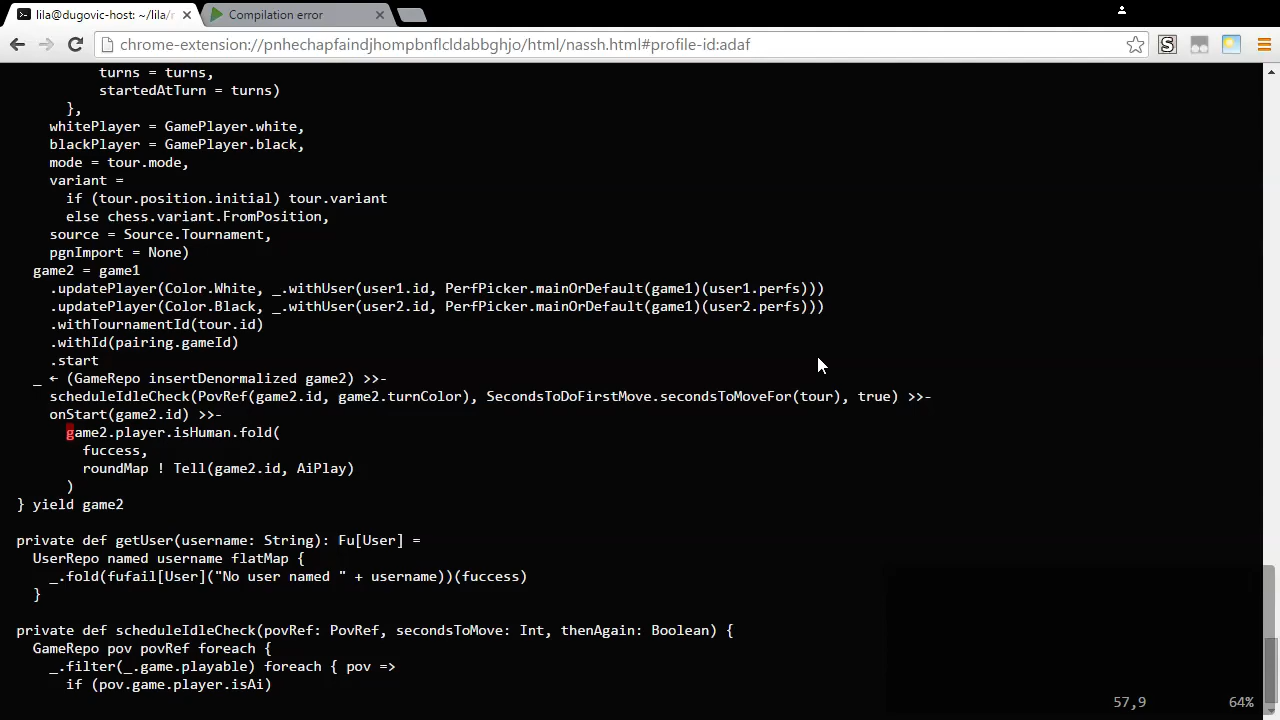 lila@dugovic-host: ~/lila/r
Compilation error
chrome-extension://pnhechapfaindjhompbnflcldabbghjo/html/nassh.html#profile-id:adaf
turns = turns,
startedAtTurn = turns)
},
whitePlayer = GamePlayer.white,
blackPlayer = GamePlayer.black,
mode = tour.mode,
variant =
if (tour.position.initial) tour.variant
else chess.variant.FromPosition,
source = Source.Tournament,
pgnImport = None)
game2 = game1
.updatePlayer(Color.White, _.withUser(user1.id, PerfPicker.mainOrDefault(game1)(user1.perfs)))
.updatePlayer(Color.Black, _.withUser(user2.id, PerfPicker.mainOrDefault(game1)(user2.perfs)))
.withTournamentId(tour.id)
.withId(pairing.gameId)
.start
_ ← (GameRepo insertDenormalized game2) >>-
scheduleIdleCheck(PovRef(game2.id, game2.turnColor), SecondsToDoFirstMove.secondsToMoveFor(tour), true) >>-
onStart(game2.id) >>-
game2.player.isHuman.fold(
fuccess,
roundMap ! Tell(game2.id, AiPlay)
)
} yield game2
private def getUser(username: String): Fu[User] =
UserRepo named username flatMap {
_.fold(fufail[User]("No user named " + username))(fuccess)
}
private def scheduleIdleCheck(povRef: PovRef, secondsToMove: Int, thenAgain: Boolean) {
GameRepo pov povRef foreach {
_.filter(_.game.playable) foreach { pov =>
if (pov.game.player.isAi)
57,9 64%